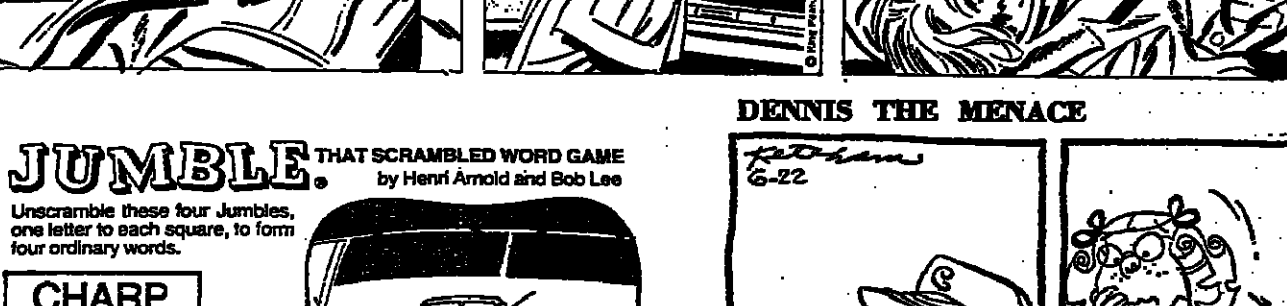 DENNIS THE MENACE
Ketcham
6-22
JUMBLE®
THAT SCRAMBLED WORD GAME
by Henri Arnold and Bob Lee
Unscramble these four Jumbles,
one letter to each square, to form
four ordinary words.
CHARP
C